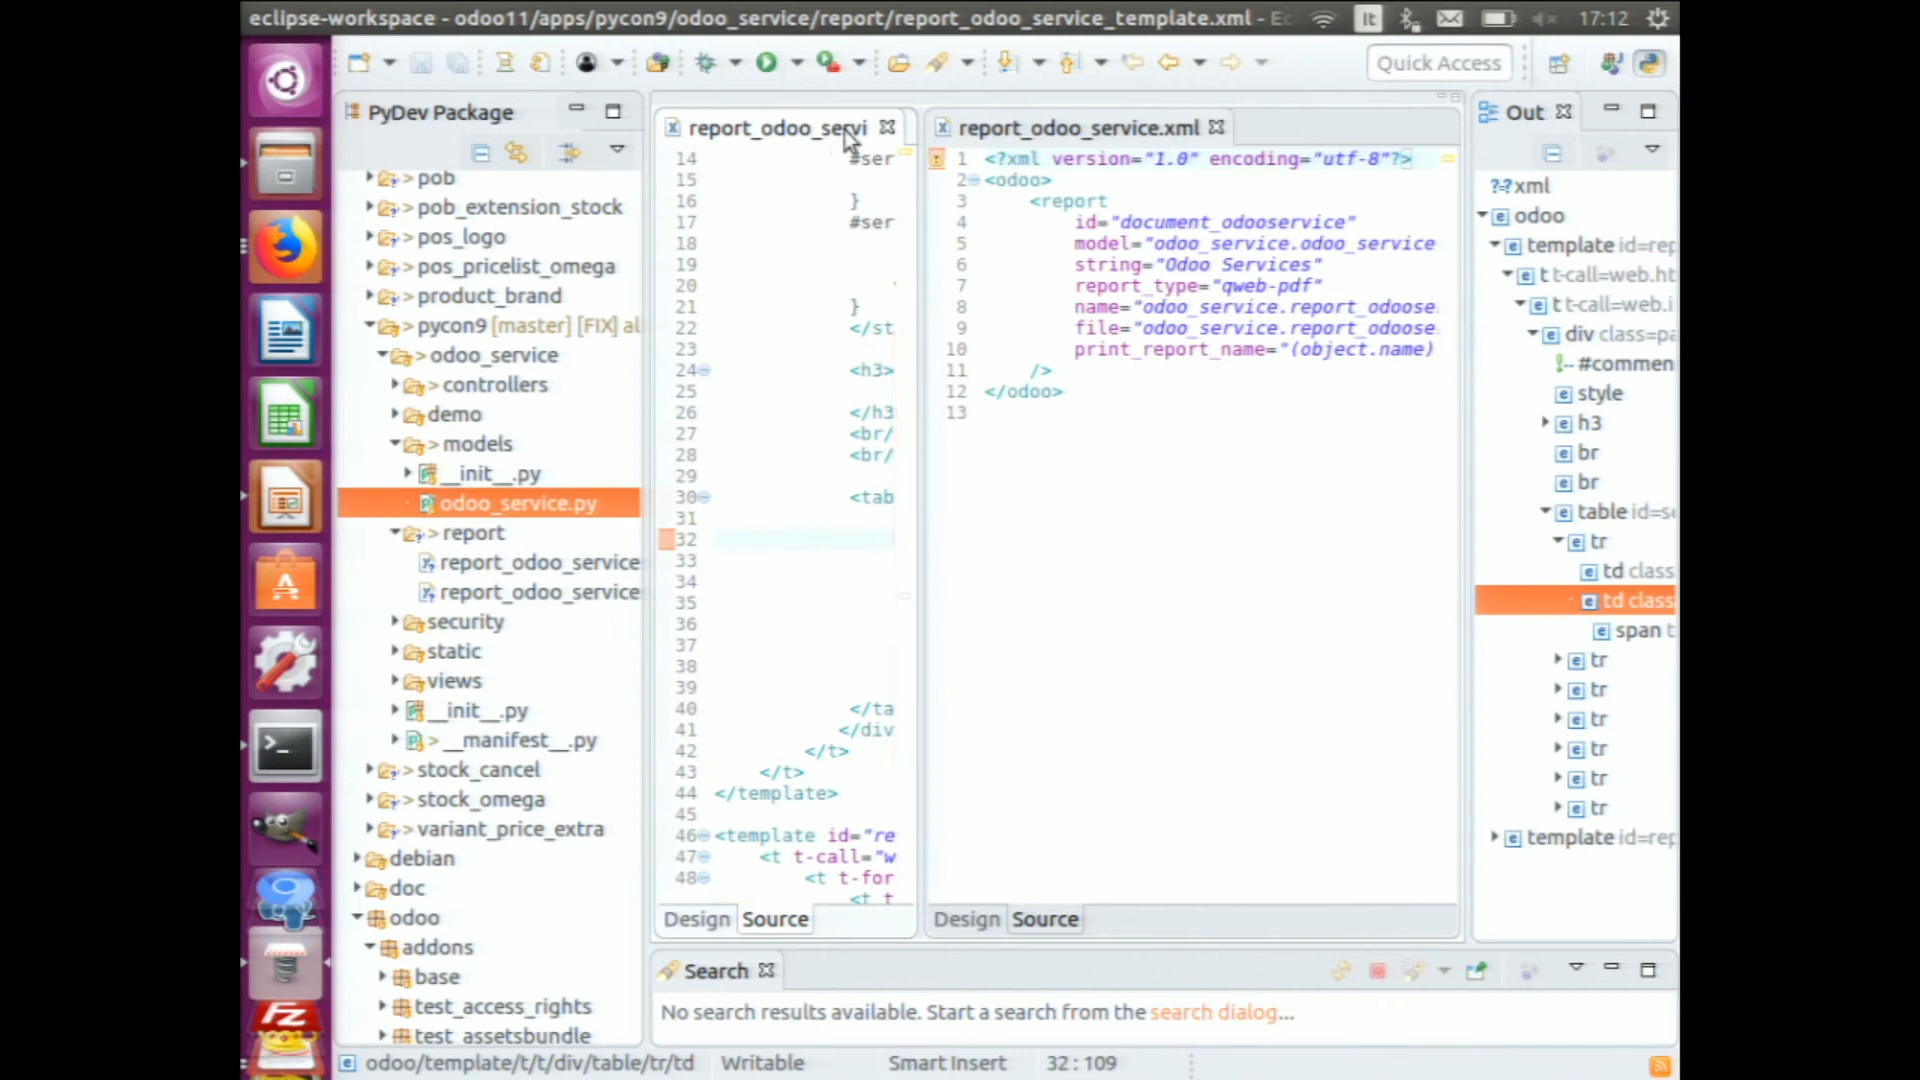 eclipse-workspace - odoo11/apps/pycon9/odoo_service/report/report_odoo_service_template.xml - Ec
It
17:12
Quick Access
PyDev Package
> pob
> pob_extension_stock
> pos_logo
> pos_pricelist_omega
> product_brand
> pycon9 [master] [FIX] al
> odoo_service
> controllers
demo
> models
__init__.py
odoo_service.py
> report
report_odoo_service
report_odoo_service
security
static
views
__init__.py
> __manifest__.py
> stock_cancel
> stock_omega
> variant_price_extra
debian
doc
odoo
addons
base
test_access_rights
test_assetsbundle
report_odoo_servi
14 #ser
15
16 }
17 #ser
18
19
20
21 }
22 </st
23
24 <h3>
25
26 </h3
27 <br/
28 <br/
29
30 <tab
31
32
33
34
35
36
37
38
39
40 </ta
41 </div
42 </t>
43 </t>
44 </template>
45
46 <template id="re
47 <t t-call="w
48 <t t-for
<t t
Design Source
report_odoo_service.xml
1 <?xml version="1.0" encoding="utf-8"?>
2 <odoo>
3 <report
4 id="document_odooservice"
5 model="odoo_service.odoo_service
6 string="Odoo Services"
7 report_type="qweb-pdf"
8 name="odoo_service.report_odoose
9 file="odoo_service.report_odoose
10 print_report_name="(object.name)
11 />
12 </odoo>
13
Design Source
Out
?=? xml
odoo
template id=rep
t t-call=web.ht
t t-call=web.i
div class=pa
#commen
style
h3
br
br
table id=se
tr
td class
td class
span t
tr
tr
tr
tr
tr
tr
template id=rep
Search
No search results available. Start a search from the search dialog...
odoo/template/t/t/div/table/tr/td
Writable
Smart Insert
32 : 109
FZ